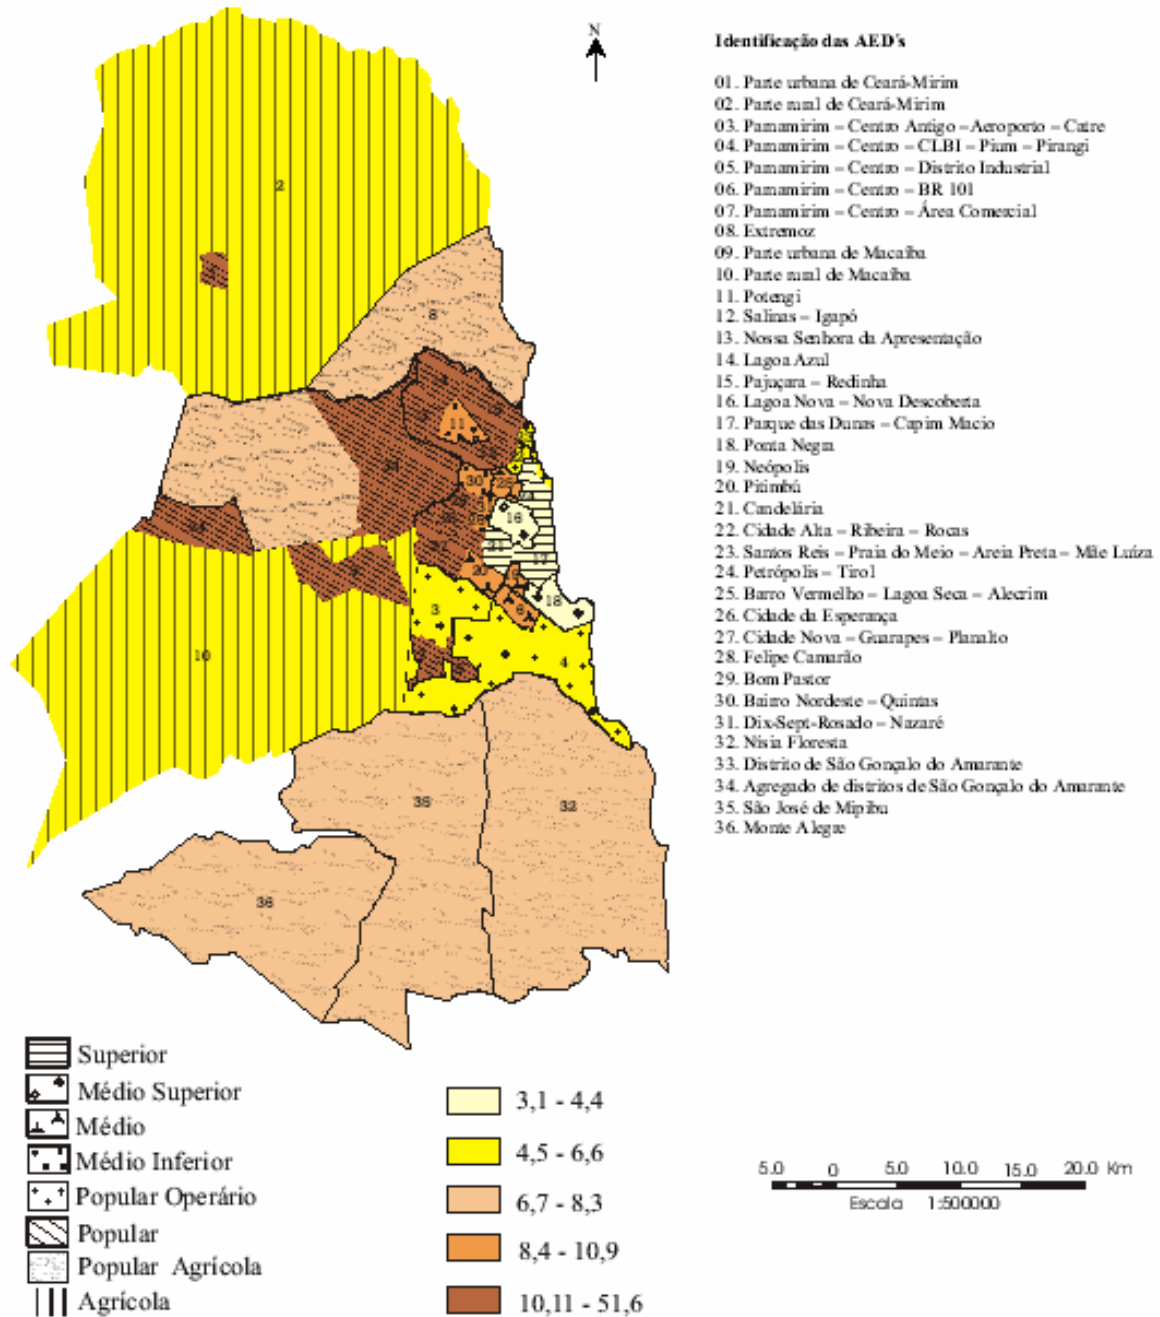 N
Identificação das AED's
01. Parte urbana de Ceará-Mirim
02. Parte rural de Ceará-Mirim
03. Parnamirim – Centro Antigo – Aeroporto – Catre
04. Parnamirim – Centro – CLBI – Pium – Pirangi
05. Parnamirim – Centro – Distrito Industrial
06. Parnamirim – Centro – BR 101
07. Parnamirim – Centro – Área Comercial
08. Extremoz
09. Parte urbana de Macaíba
10. Parte rural de Macaíba
11. Potengi
12. Salinas – Igapó
13. Nossa Senhora da Apresentação
14. Lagoa Azul
15. Pajuçara – Redinha
16. Lagoa Nova – Nova Descoberta
17. Parque das Dunas – Capim Macio
18. Ponta Negra
19. Neópolis
20. Pitimbú
21. Candelária
22. Cidade Alta – Ribeira – Rocas
23. Santos Reis – Praia do Meio – Areia Preta – Mãe Luíza
24. Petrópolis – Tirol
25. Barro Vermelho – Lagoa Seca – Alecrim
26. Cidade da Esperança
27. Cidade Nova – Guarapes – Planalto
28. Felipe Camarão
29. Bom Pastor
30. Bairro Nordeste – Quintas
31. Dix-Sept-Rosado – Nazaré
32. Nísia Floresta
33. Distrito de São Gonçalo do Amarante
34. Agregado de distritos de São Gonçalo do Amarante
35. São José de Mipibu
36. Monte Alegre
2
8
11
30
16
18
3
4
10
35
32
36
Superior
Médio Superior
Médio
Médio Inferior
Popular Operário
Popular
Popular Agrícola
Agrícola
3,1 - 4,4
4,5 - 6,6
6,7 - 8,3
8,4 - 10,9
10,11 - 51,6
5.0 0 5.0 10.0 15.0 20.0 Km
Escala 1:500000